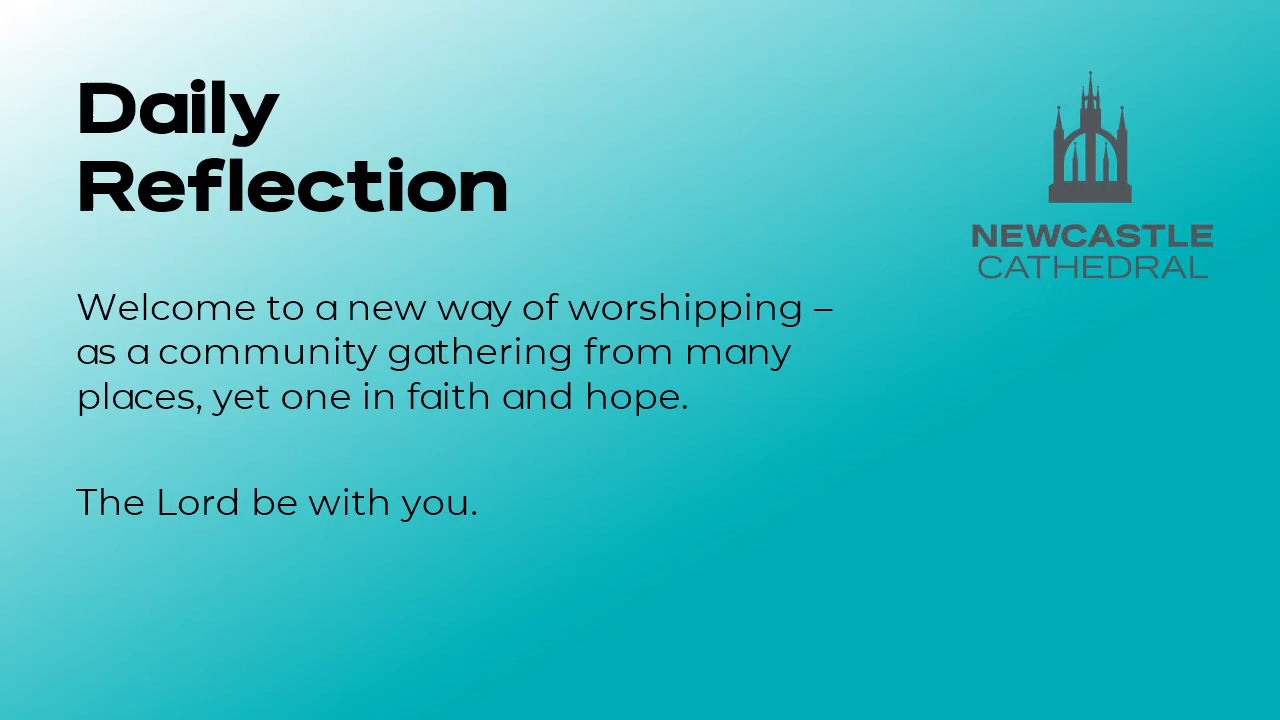 Daily
Reflection
NEWCASTLE
CATHEDRAL
Welcome to a new way of worshipping –
as a community gathering from many
places, yet one in faith and hope.
The Lord be with you.